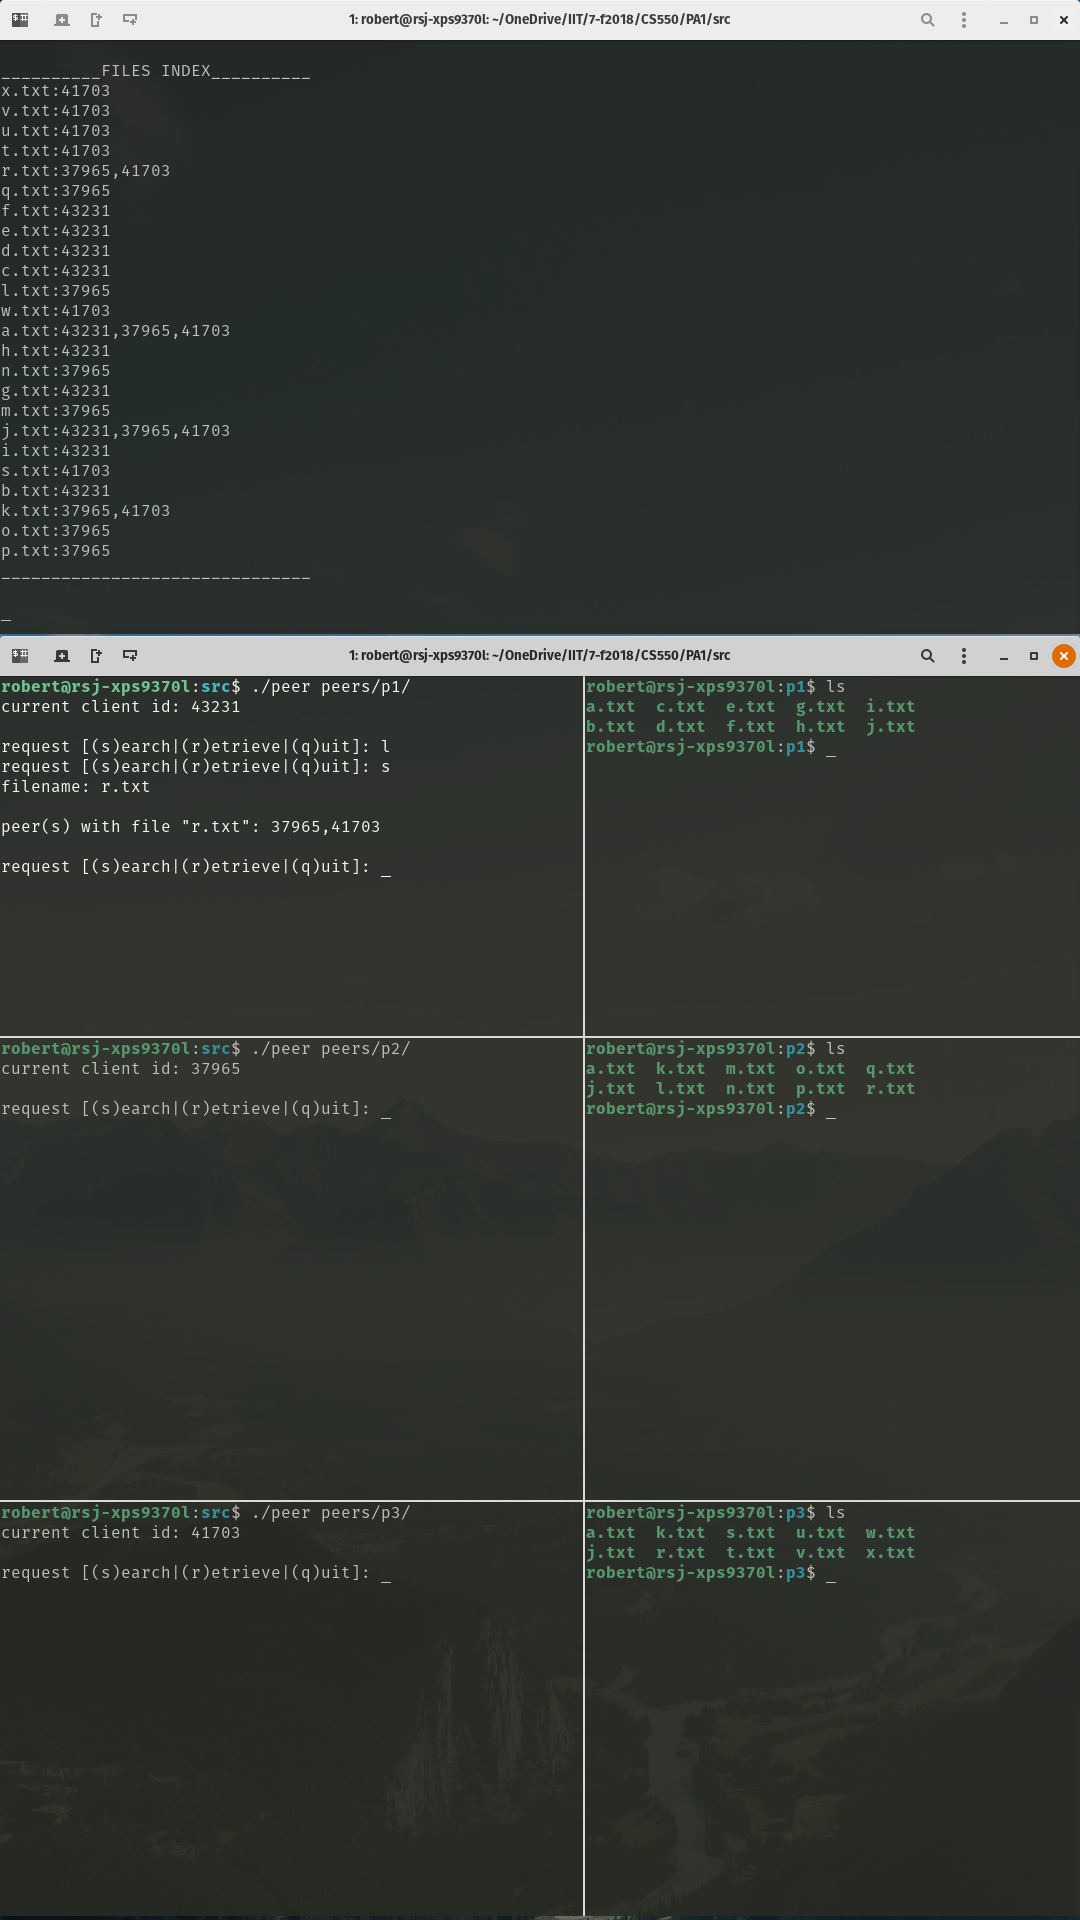 1: robert@rsj-xps9370l: ~/OneDrive/IIT/7-f2018/CS550/PA1/src
__________FILES INDEX__________
x.txt:41703
v.txt:41703
u.txt:41703
t.txt:41703
r.txt:37965,41703
q.txt:37965
f.txt:43231
e.txt:43231
d.txt:43231
c.txt:43231
l.txt:37965
w.txt:41703
a.txt:43231,37965,41703
h.txt:43231
n.txt:37965
g.txt:43231
m.txt:37965
j.txt:43231,37965,41703
i.txt:43231
s.txt:41703
b.txt:43231
k.txt:37965,41703
o.txt:37965
p.txt:37965
_______________________________
_
1: robert@rsj-xps9370l: ~/OneDrive/IIT/7-f2018/CS550/PA1/src
robert@rsj-xps9370l:src$ ./peer peers/p1/
current client id: 43231
request [(s)earch|(r)etrieve|(q)uit]: l
request [(s)earch|(r)etrieve|(q)uit]: s
filename: r.txt
peer(s) with file "r.txt": 37965,41703
request [(s)earch|(r)etrieve|(q)uit]: _
robert@rsj-xps9370l:p1$ ls
a.txt  c.txt  e.txt  g.txt  i.txt
b.txt  d.txt  f.txt  h.txt  j.txt
robert@rsj-xps9370l:p1$ _
robert@rsj-xps9370l:src$ ./peer peers/p2/
current client id: 37965
request [(s)earch|(r)etrieve|(q)uit]: _
robert@rsj-xps9370l:p2$ ls
a.txt  k.txt  m.txt  o.txt  q.txt
j.txt  l.txt  n.txt  p.txt  r.txt
robert@rsj-xps9370l:p2$ _
robert@rsj-xps9370l:src$ ./peer peers/p3/
current client id: 41703
request [(s)earch|(r)etrieve|(q)uit]: _
robert@rsj-xps9370l:p3$ ls
a.txt  k.txt  s.txt  u.txt  w.txt
j.txt  r.txt  t.txt  v.txt  x.txt
robert@rsj-xps9370l:p3$ _